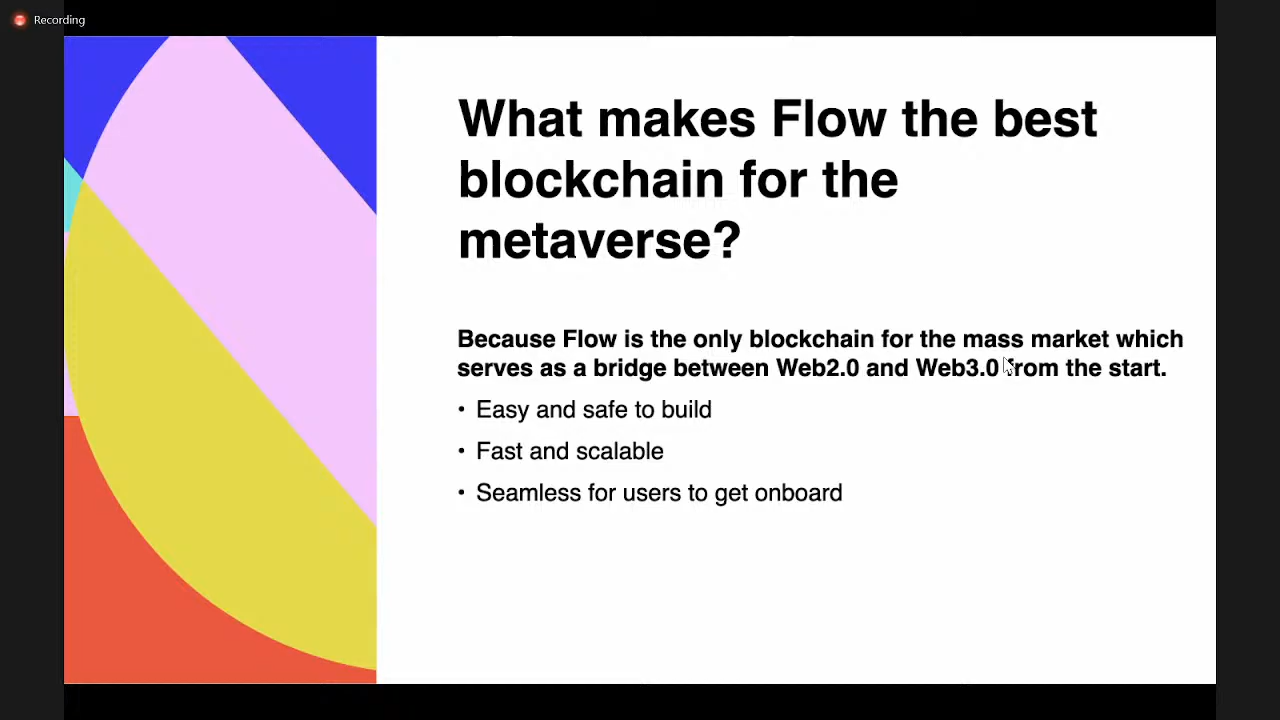 Recording
What makes Flow the best
blockchain for the
metaverse?
Because Flow is the only blockchain for the mass market which
serves as a bridge between Web2.0 and Web3.0 from the start.
• Easy and safe to build
• Fast and scalable
• Seamless for users to get onboard